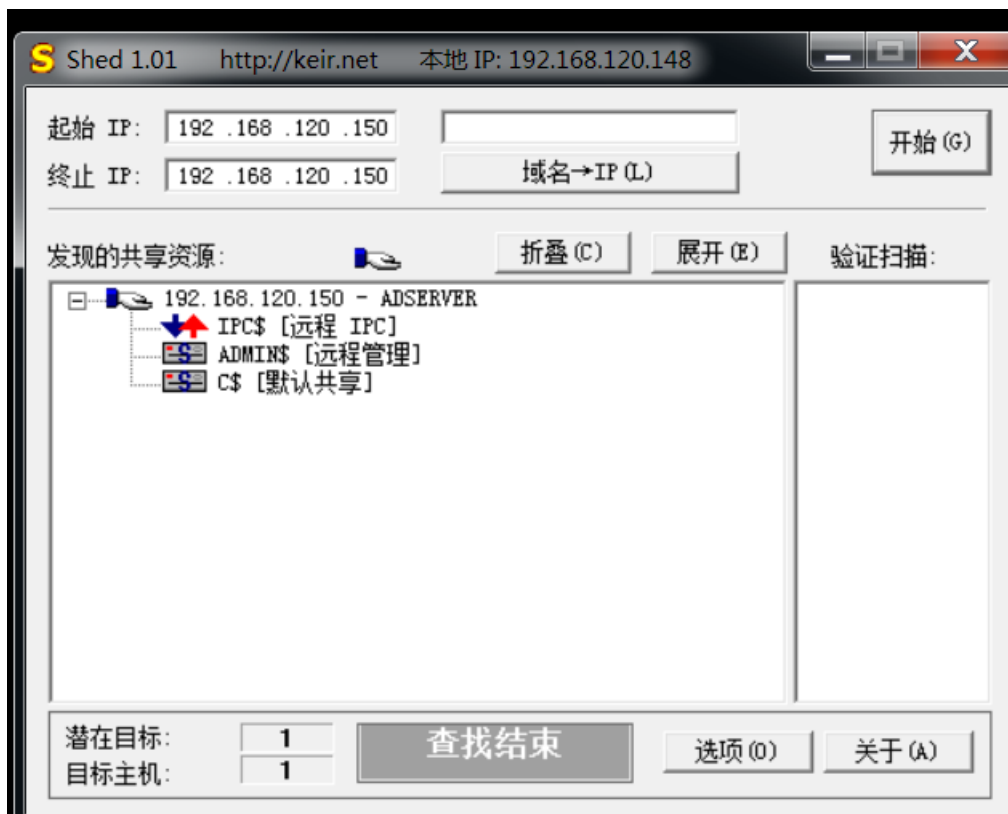 S Shed 1.01 http://keir.net 本地 IP: 192.168.120.148
起始 IP: 192 .168 .120 .150 开始(G)
终止 IP: 192 .168 .120 .150 域名→IP(L)
发现的共享资源: 折叠(C) 展开(E) 验证扫描:
192.168.120.150 - ADSERVER
IPC$ [远程 IPC]
S ADMIN$ [远程管理]
S C$ [默认共享]
潜在目标: 1 查找结束 选项(O) 关于(A)
目标主机: 1